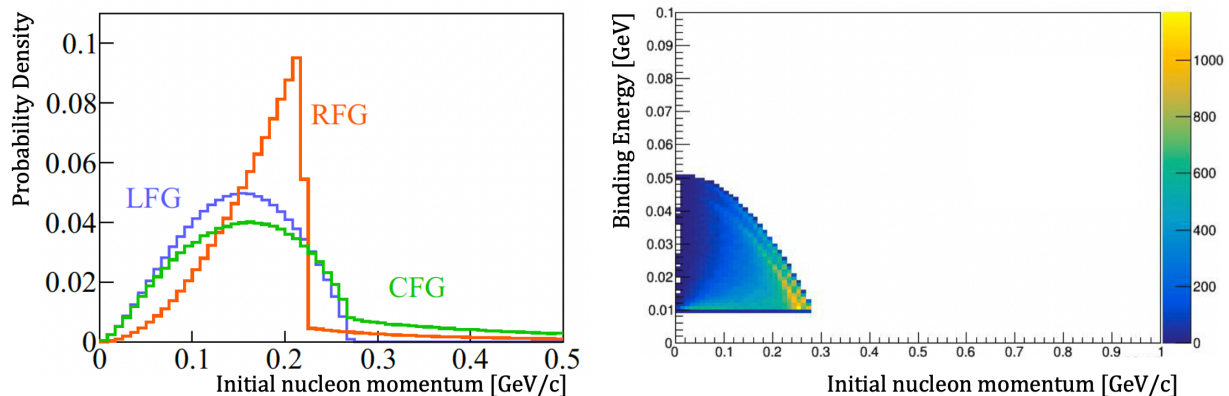 Probability Density
0.1
0.08
0.06
0.04
0.02
0
RFG
LFG
CFG
0 0.1 0.2 0.3 0.4 0.5
Initial nucleon momentum [GeV/c]
Binding Energy [GeV]
0.1
0.09
0.08
0.07
0.06
0.05
0.04
0.03
0.02
0.01
0
0 0.1 0.2 0.3 0.4 0.5 0.6 0.7 0.8 0.9 1
Initial nucleon momentum [GeV/c]
1000
800
600
400
200
0